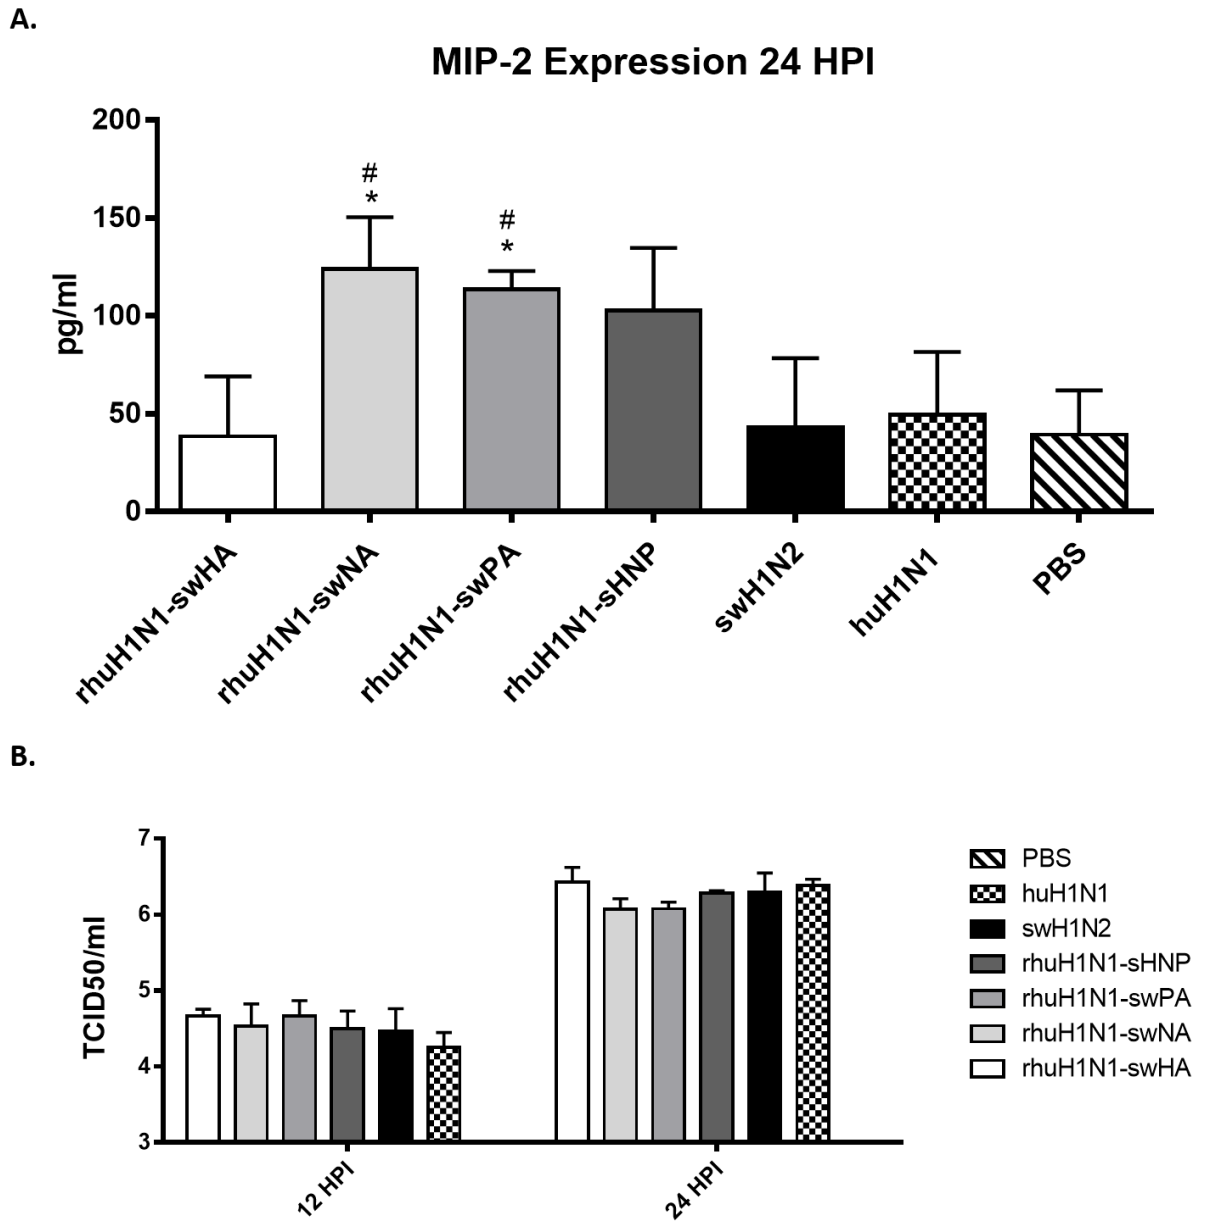 A.
MIP-2 Expression 24 HPI
200
150
100
50
0
pg/ml
#
*
#
*
rhuH1N1-swHA
rhuH1N1-swNA
rhuH1N1-swPA
rhuH1N1-sHNP
swH1N2
huH1N1
PBS
B.
7
6
5
4
3
TCID50/ml
12 HPI
24 HPI
PBS
huH1N1
swH1N2
rhuH1N1-sHNP
rhuH1N1-swPA
rhuH1N1-swNA
rhuH1N1-swHA